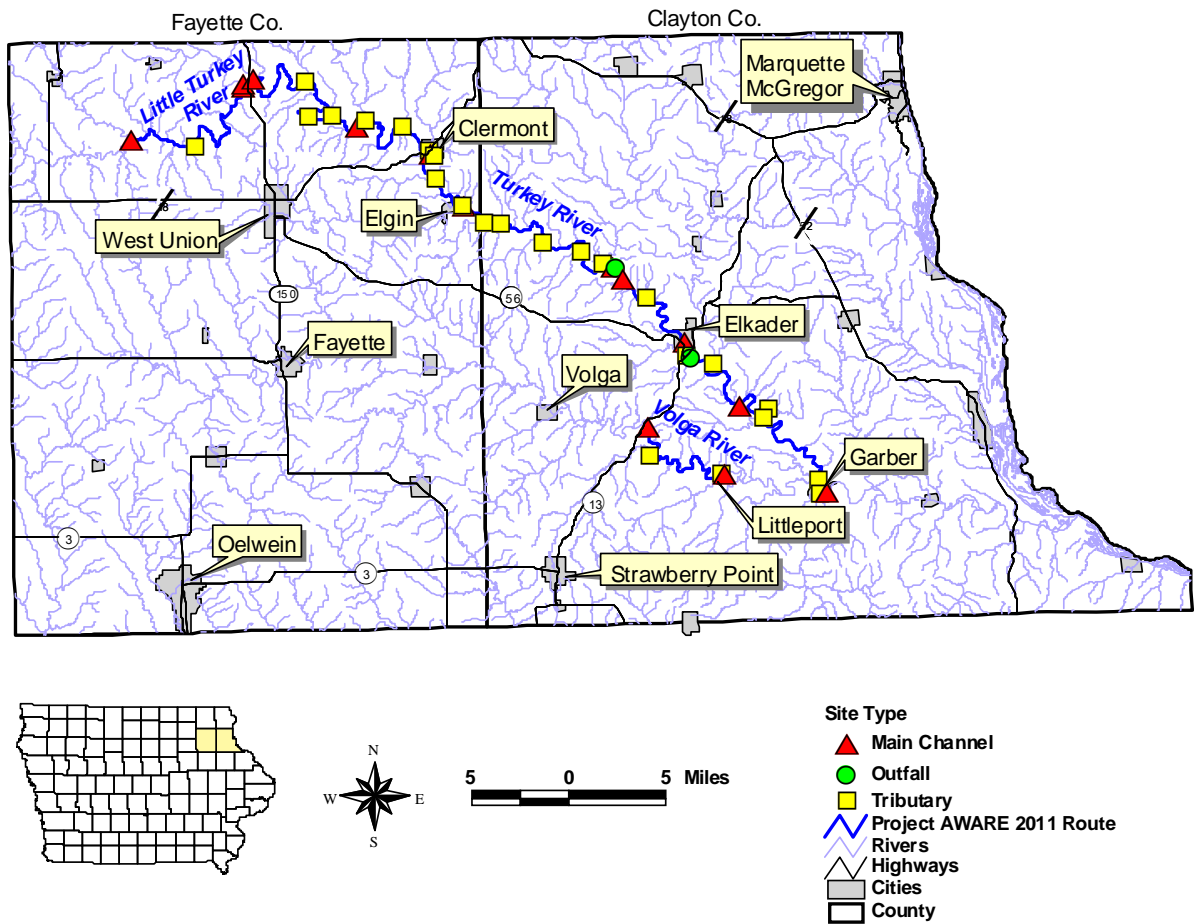 Fayette Co.
Clayton Co.
Little Turkey
River
Marquette
McGregor
Clermont
Turkey River
Elgin
West Union
150
56
52
Elkader
Fayette
Volga
Volga River
Garber
Littleport
13
3
Oelwein
3
Strawberry Point
N
W
E
S
5
0
5
Miles
Site Type
Main Channel
Outfall
Tributary
Project AWARE 2011 Route
Rivers
Highways
Cities
County